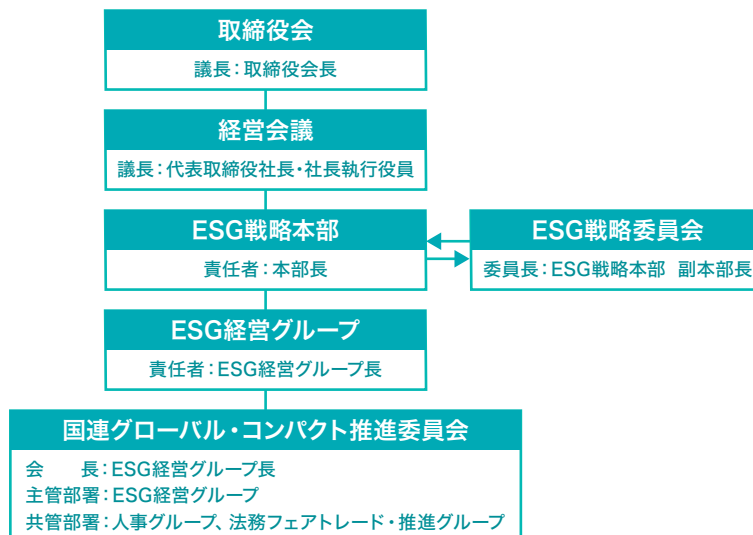 取締役会
議長：取締役会長
経営会議
議長：代表取締役社長・社長執行役員
ESG戦略本部
責任者：本部長
ESG戦略委員会
委員長：ESG戦略本部 副本部長
ESG経営グループ
責任者：ESG経営グループ長
国連グローバル・コンパクト推進委員会
会　　長：ESG経営グループ長
主管部署：ESG経営グループ
共管部署：人事グループ、法務フェアトレード・推進グループ